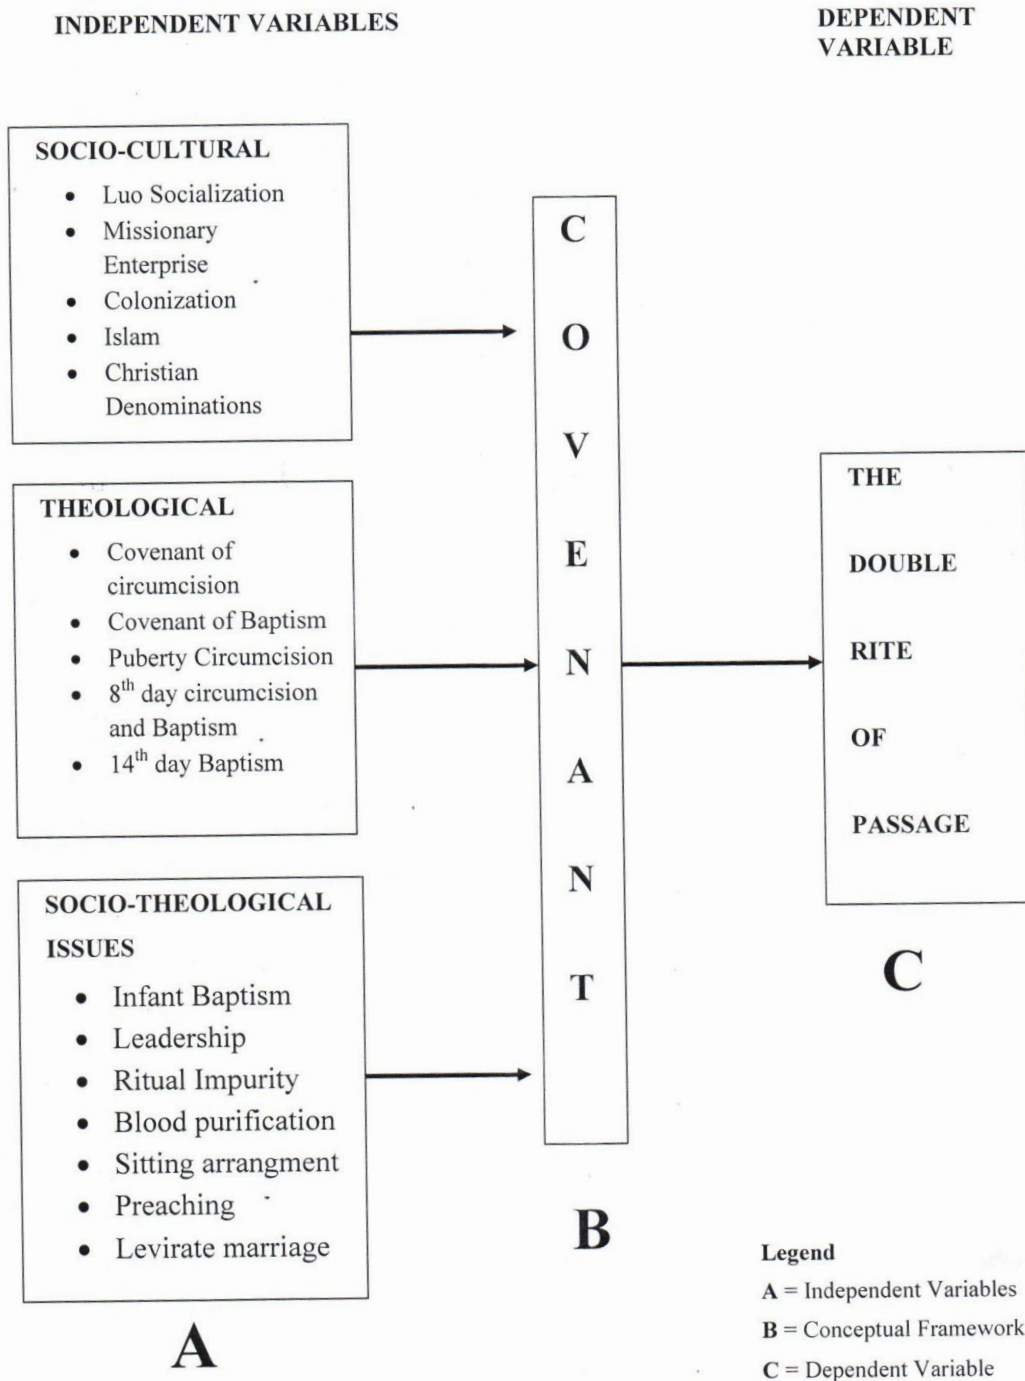 INDEPENDENT VARIABLES
DEPENDENT
VARIABLE
SOCIO-CULTURAL
• Luo Socialization
• Missionary
Enterprise
• Colonization
• Islam
• Christian
Denominations
THEOLOGICAL
• Covenant of
circumcision
• Covenant of Baptism
• Puberty Circumcision
• 8th day circumcision
and Baptism
• 14th day Baptism
SOCIO-THEOLOGICAL
ISSUES
• Infant Baptism
• Leadership
• Ritual Impurity
• Blood purification
• Sitting arrangment
• Preaching
• Levirate marriage
A
C
O
V
E
N
A
N
T
B
THE
DOUBLE
RITE
OF
PASSAGE
C
Legend
A = Independent Variables
B = Conceptual Framework
C = Dependent Variable